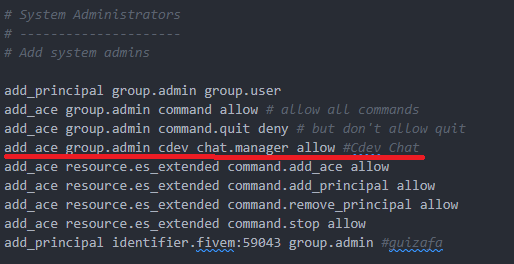 # System Administrators
# ---------------------
# Add system admins
add_principal group.admin group.user
add_ace group.admin command allow # allow all commands
add_ace group.admin command.quit deny # but don't allow quit
add_ace group.admin cdev_chat.manager allow #Cdev Chat
add_ace resource.es_extended command.add_ace allow
add_ace resource.es_extended command.add_principal allow
add_ace resource.es_extended command.remove_principal allow
add_ace resource.es_extended command.stop allow
add_principal identifier.fivem:59043 group.admin #guizafa